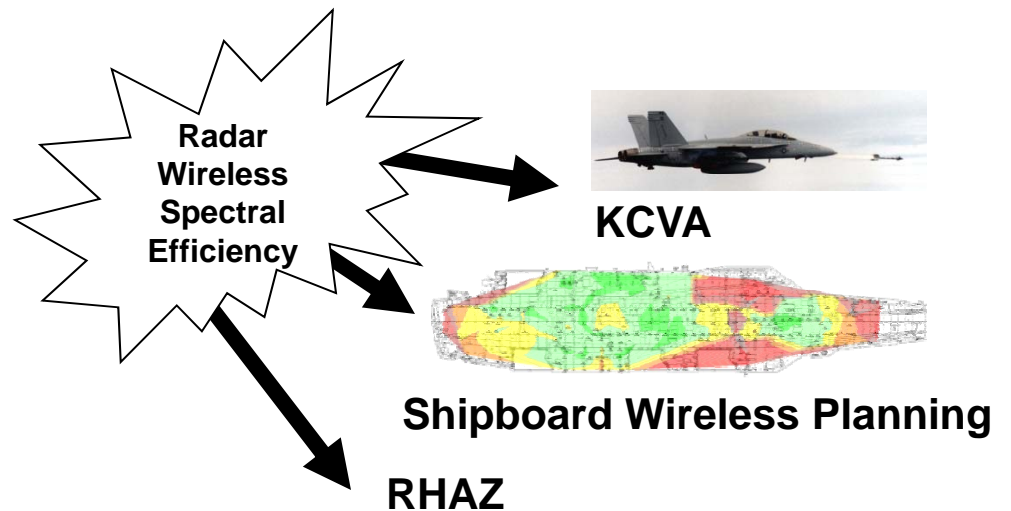 Radar
Wireless
Spectral
Efficiency
KCVA
Shipboard Wireless Planning
RHAZ